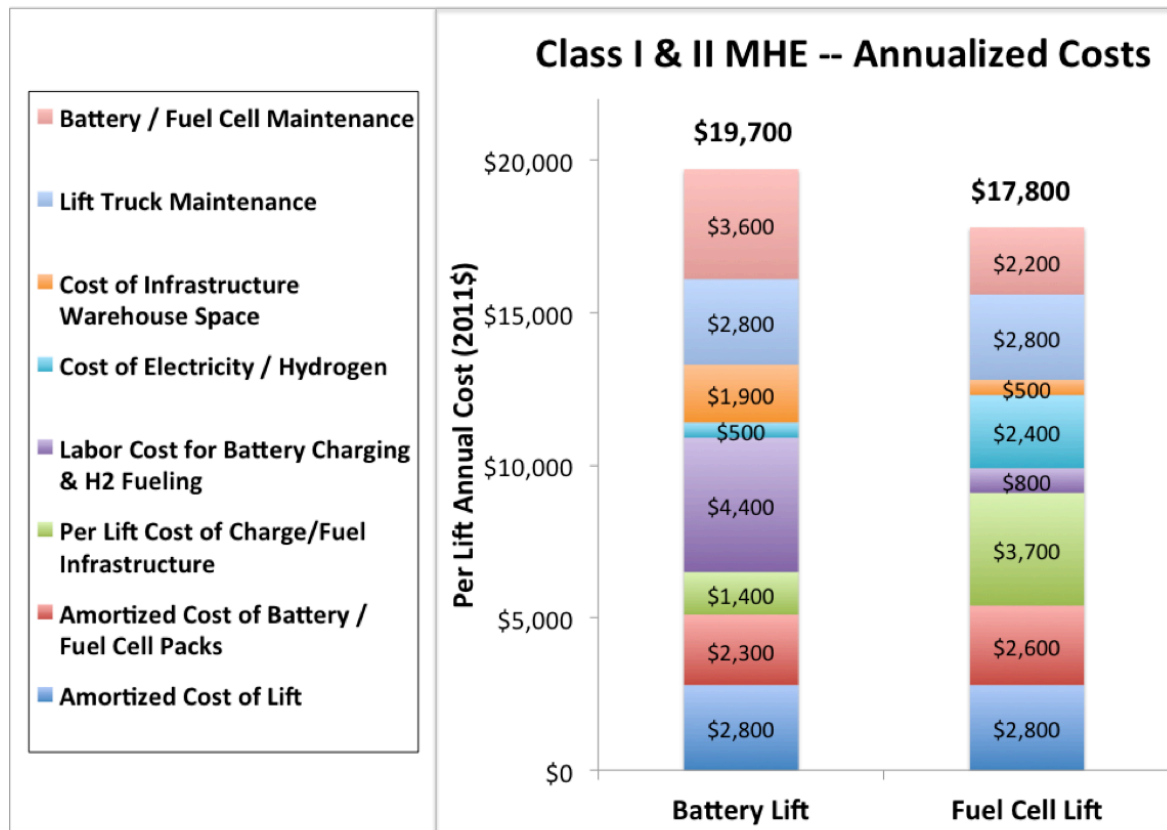 Class I & II MHE -- Annualized Costs
Battery / Fuel Cell Maintenance
Lift Truck Maintenance
Cost of Infrastructure
Warehouse Space
Cost of Electricity / Hydrogen
Labor Cost for Battery Charging
& H2 Fueling
Per Lift Cost of Charge/Fuel
Infrastructure
Amortized Cost of Battery /
Fuel Cell Packs
Amortized Cost of Lift
Per Lift Annual Cost (2011$)
$20,000
$15,000
$10,000
$5,000
$0
$19,700
$3,600
$2,800
$1,900
$500
$4,400
$1,400
$2,300
$2,800
Battery Lift
$17,800
$2,200
$2,800
$500
$2,400
$800
$3,700
$2,600
$2,800
Fuel Cell Lift